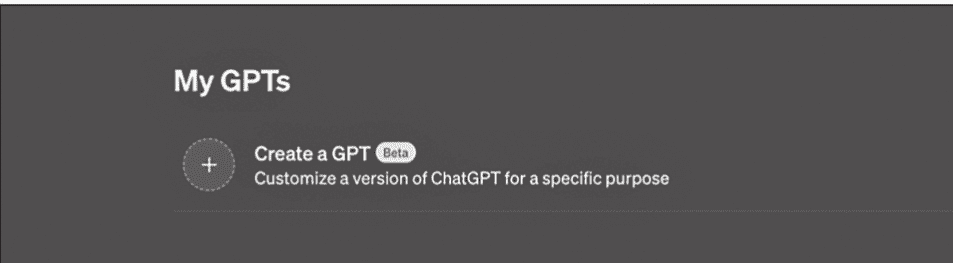 My GPTs
+
Create a GPT Beta
Customize a version of ChatGPT for a specific purpose